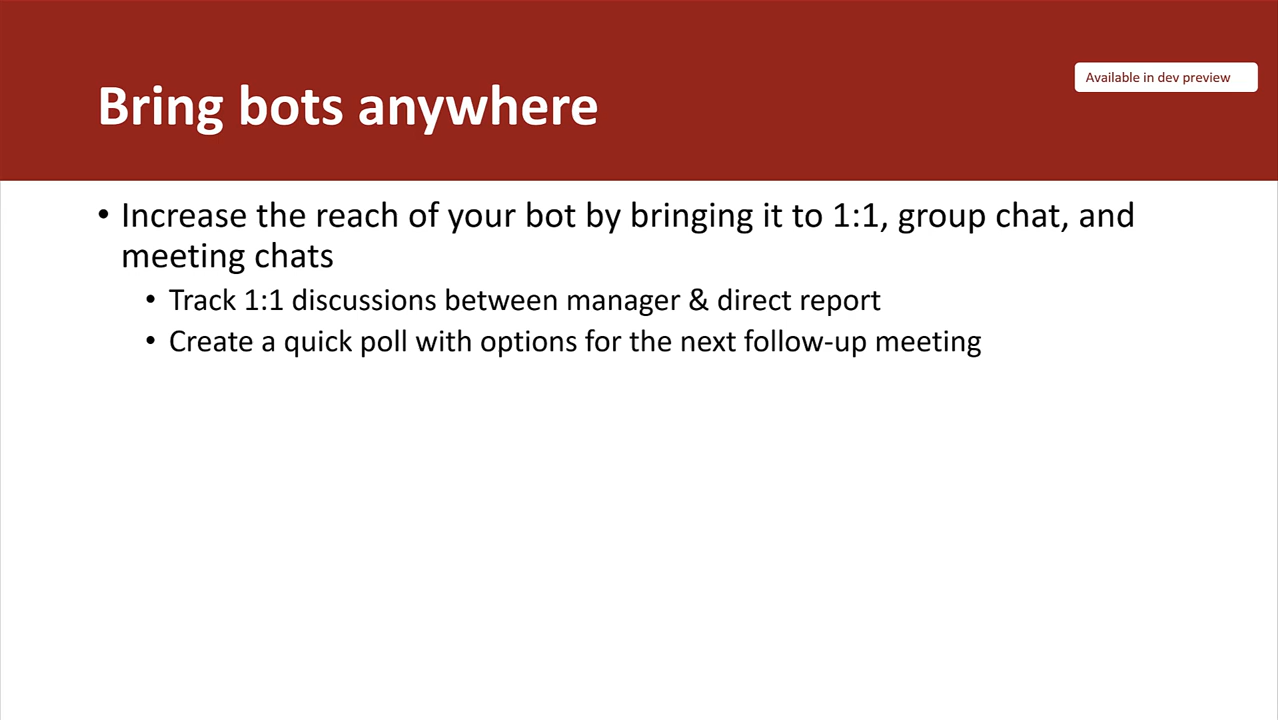 Available in dev preview
Bring bots anywhere
• Increase the reach of your bot by bringing it to 1:1, group chat, and
meeting chats
• Track 1:1 discussions between manager & direct report
• Create a quick poll with options for the next follow-up meeting